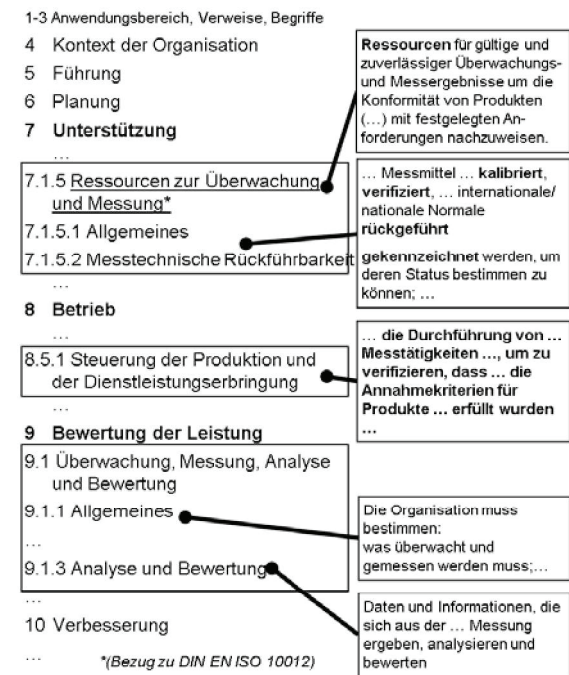 1-3 Anwendungsbereich, Verweise, Begriffe
4 Kontext der Organisation
5 Führung
6 Planung
7 Unterstützung
…
7.1.5 Ressourcen zur Überwachung
und Messung*
7.1.5.1 Allgemeines
7.1.5.2 Messtechnische Rückführbarkeit
…
8 Betrieb
…
8.5.1 Steuerung der Produktion und
der Dienstleistungserbringung
…
9 Bewertung der Leistung
9.1 Überwachung, Messung, Analyse
und Bewertung
9.1.1 Allgemeines
…
9.1.3 Analyse und Bewertung
…
10 Verbesserung
…
*(Bezug zu DIN EN ISO 10012)
Ressourcen für gültige und
zuverlässiger Überwachungs-
und Messergebnisse um die
Konformität von Produkten
(…) mit festgelegten An-
forderungen nachzuweisen.
… Messmittel … kalibriert,
verifiziert, … internationale/
nationale Normale
rückgeführt
gekennzeichnet werden, um
deren Status bestimmen zu
können; …
… die Durchführung von …
Messtätigkeiten …, um zu
verifizieren, dass … die
Annahmekriterien für
Produkte … erfüllt wurden
…
Die Organisation muss
bestimmen:
was überwacht und
gemessen werden muss;…
Daten und Informationen, die
sich aus der … Messung
ergeben, analysieren und
bewerten